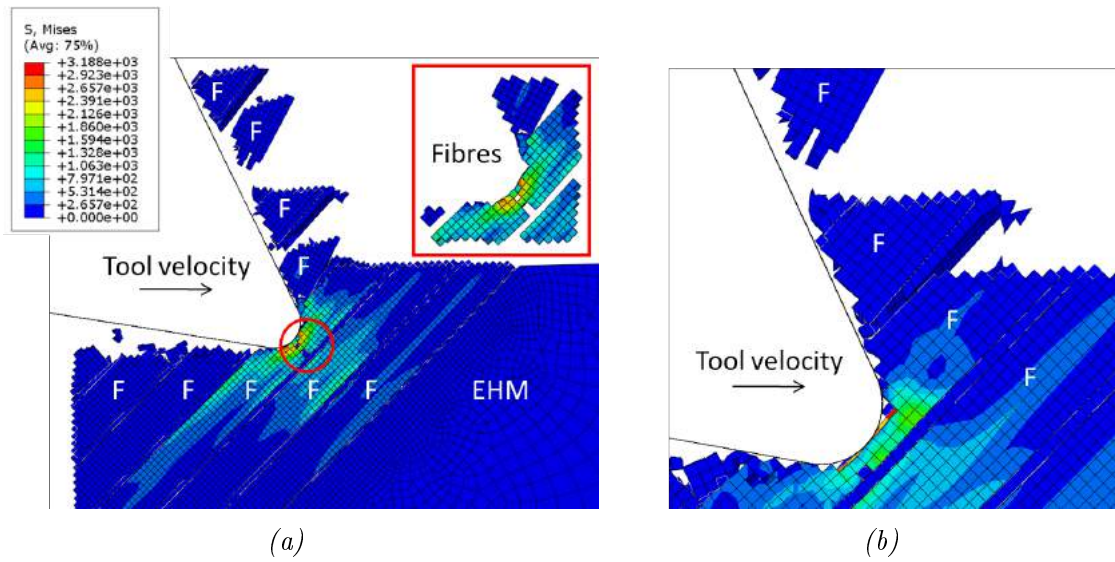 S, Mises
(Avg: 75%)
+3.188e+03
+2.923e+03
+2.657e+03
+2.391e+03
+2.126e+03
+1.860e+03
+1.594e+03
+1.328e+03
+1.063e+03
+7.971e+02
+5.314e+02
+2.657e+02
+0.000e+00
F
F
Fibres
F
F
Tool velocity
F F F F F EHM
(a)
F
F
F
Tool velocity
F
(b)